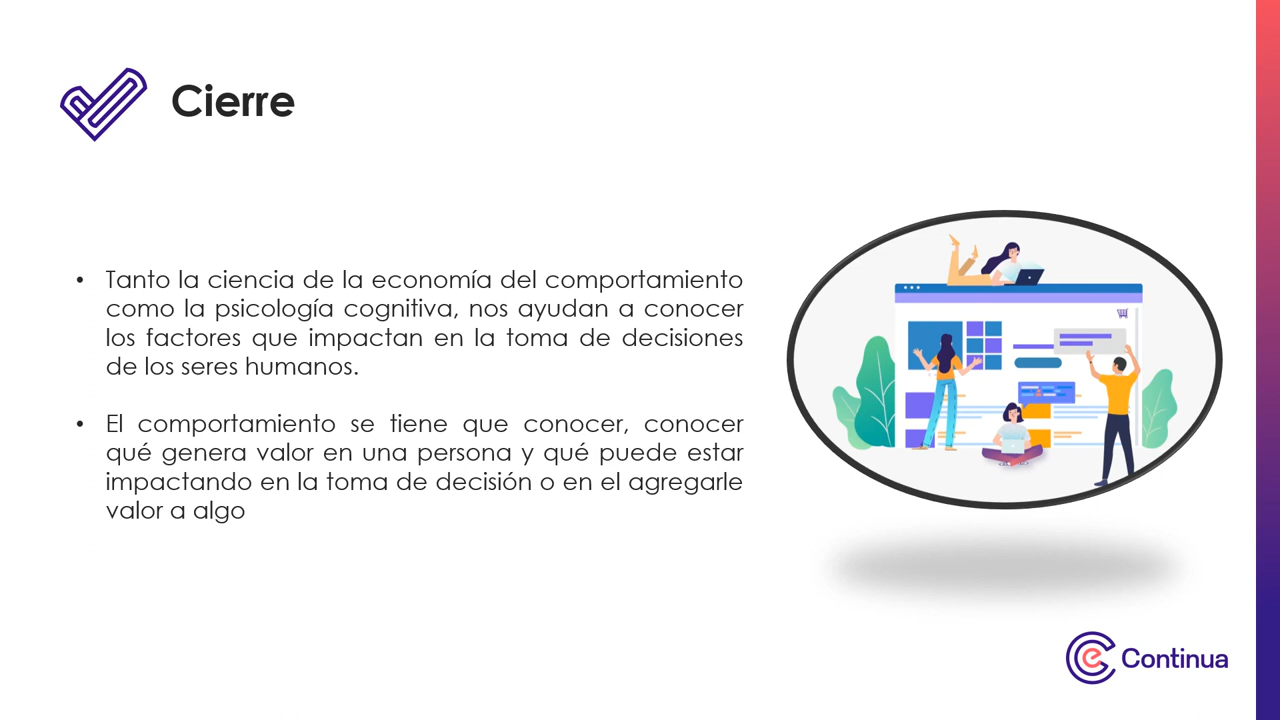 Cierre
• Tanto la ciencia de la economía del comportamiento
como la psicología cognitiva, nos ayudan a conocer
los factores que impactan en la toma de decisiones
de los seres humanos.
• El comportamiento se tiene que conocer, conocer
qué genera valor en una persona y qué puede estar
impactando en la toma de decisión o en el agregarle
valor a algo
Continua